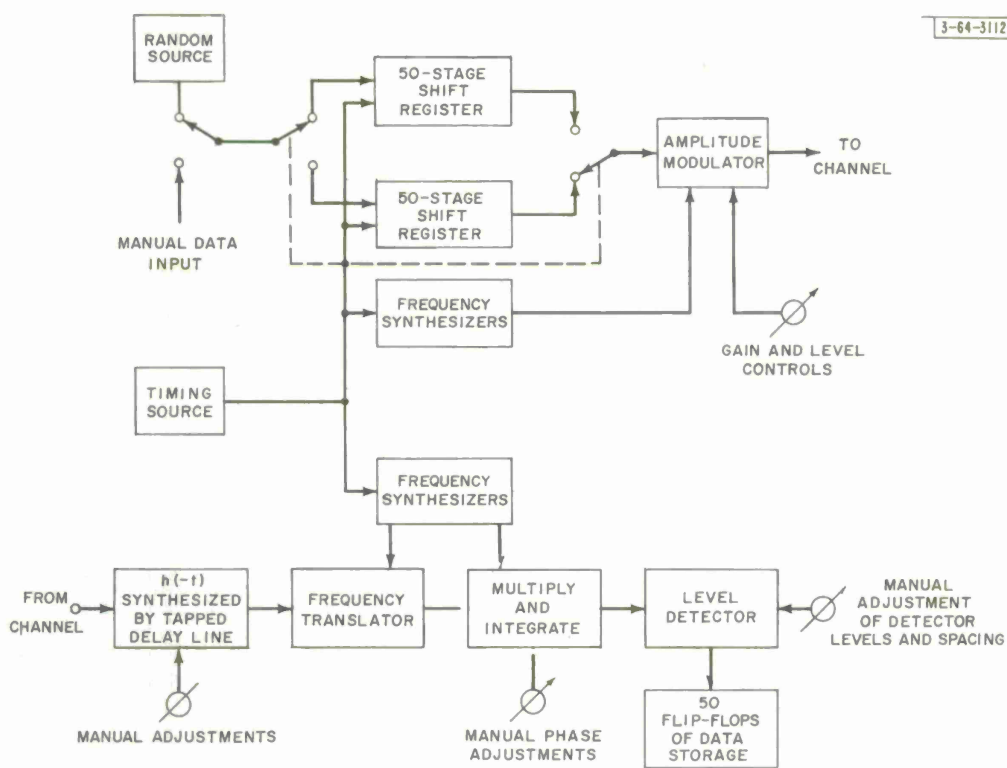 3-64-3112
RANDOM
SOURCE
50-STAGE
SHIFT
REGISTER
AMPLITUDE
MODULATOR
TO
CHANNEL
MANUAL DATA
INPUT
50-STAGE
SHIFT
REGISTER
FREQUENCY
SYNTHESIZERS
GAIN AND LEVEL
CONTROLS
TIMING
SOURCE
FREQUENCY
SYNTHESIZERS
FROM
CHANNEL
h(-t)
SYNTHESIZED
BY TAPPED
DELAY LINE
FREQUENCY
TRANSLATOR
MULTIPLY
AND
INTEGRATE
LEVEL
DETECTOR
MANUAL
ADJUSTMENT
OF DETECTOR
LEVELS AND SPACING
MANUAL ADJUSTMENTS
MANUAL PHASE
ADJUSTMENTS
50
FLIP-FLOPS
OF DATA
STORAGE